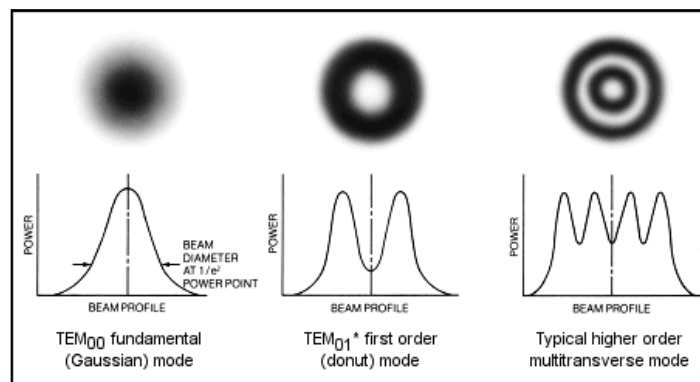 POWER
BEAM
DIAMETER
AT 1/e²
POWER POINT
BEAM PROFILE
TEM₀₀ fundamental
(Gaussian) mode
POWER
BEAM PROFILE
TEM₀₁* first order
(donut) mode
POWER
BEAM PROFILE
Typical higher order
multitransverse mode